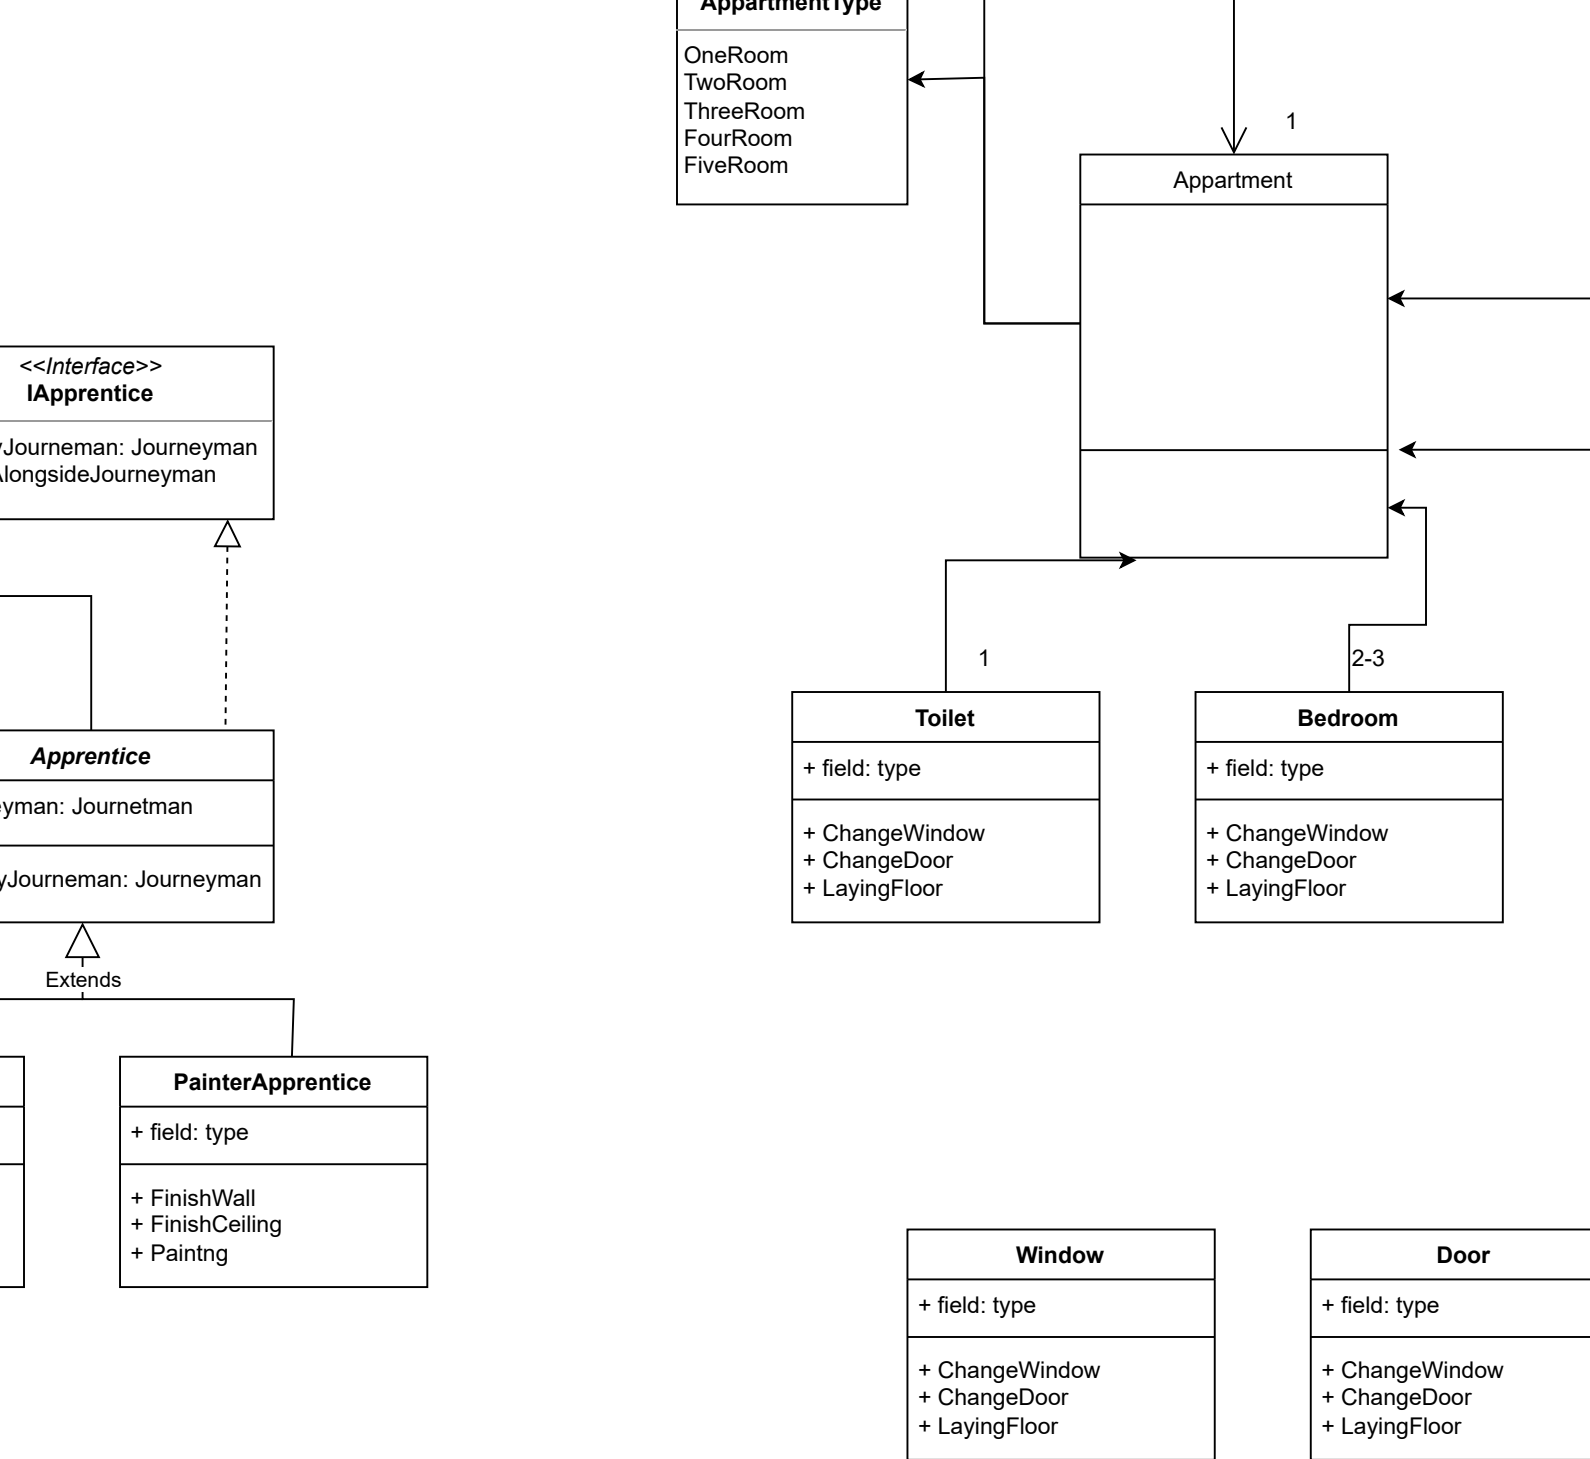 AppartmentType
OneRoom
TwoRoom
ThreeRoom
FourRoom
FiveRoom
1
Appartment
<<Interface>>
IApprentice
yJourneman: Journeyman
AlongsideJourneyman
1
2-3
Apprentice
eyman: Journetman
yJourneman: Journeyman
Extends
Toilet
+ field: type
+ ChangeWindow
+ ChangeDoor
+ LayingFloor
Bedroom
+ field: type
+ ChangeWindow
+ ChangeDoor
+ LayingFloor
PainterApprentice
+ field: type
+ FinishWall
+ FinishCeiling
+ Paintng
Window
+ field: type
+ ChangeWindow
+ ChangeDoor
+ LayingFloor
Door
+ field: type
+ ChangeWindow
+ ChangeDoor
+ LayingFloor